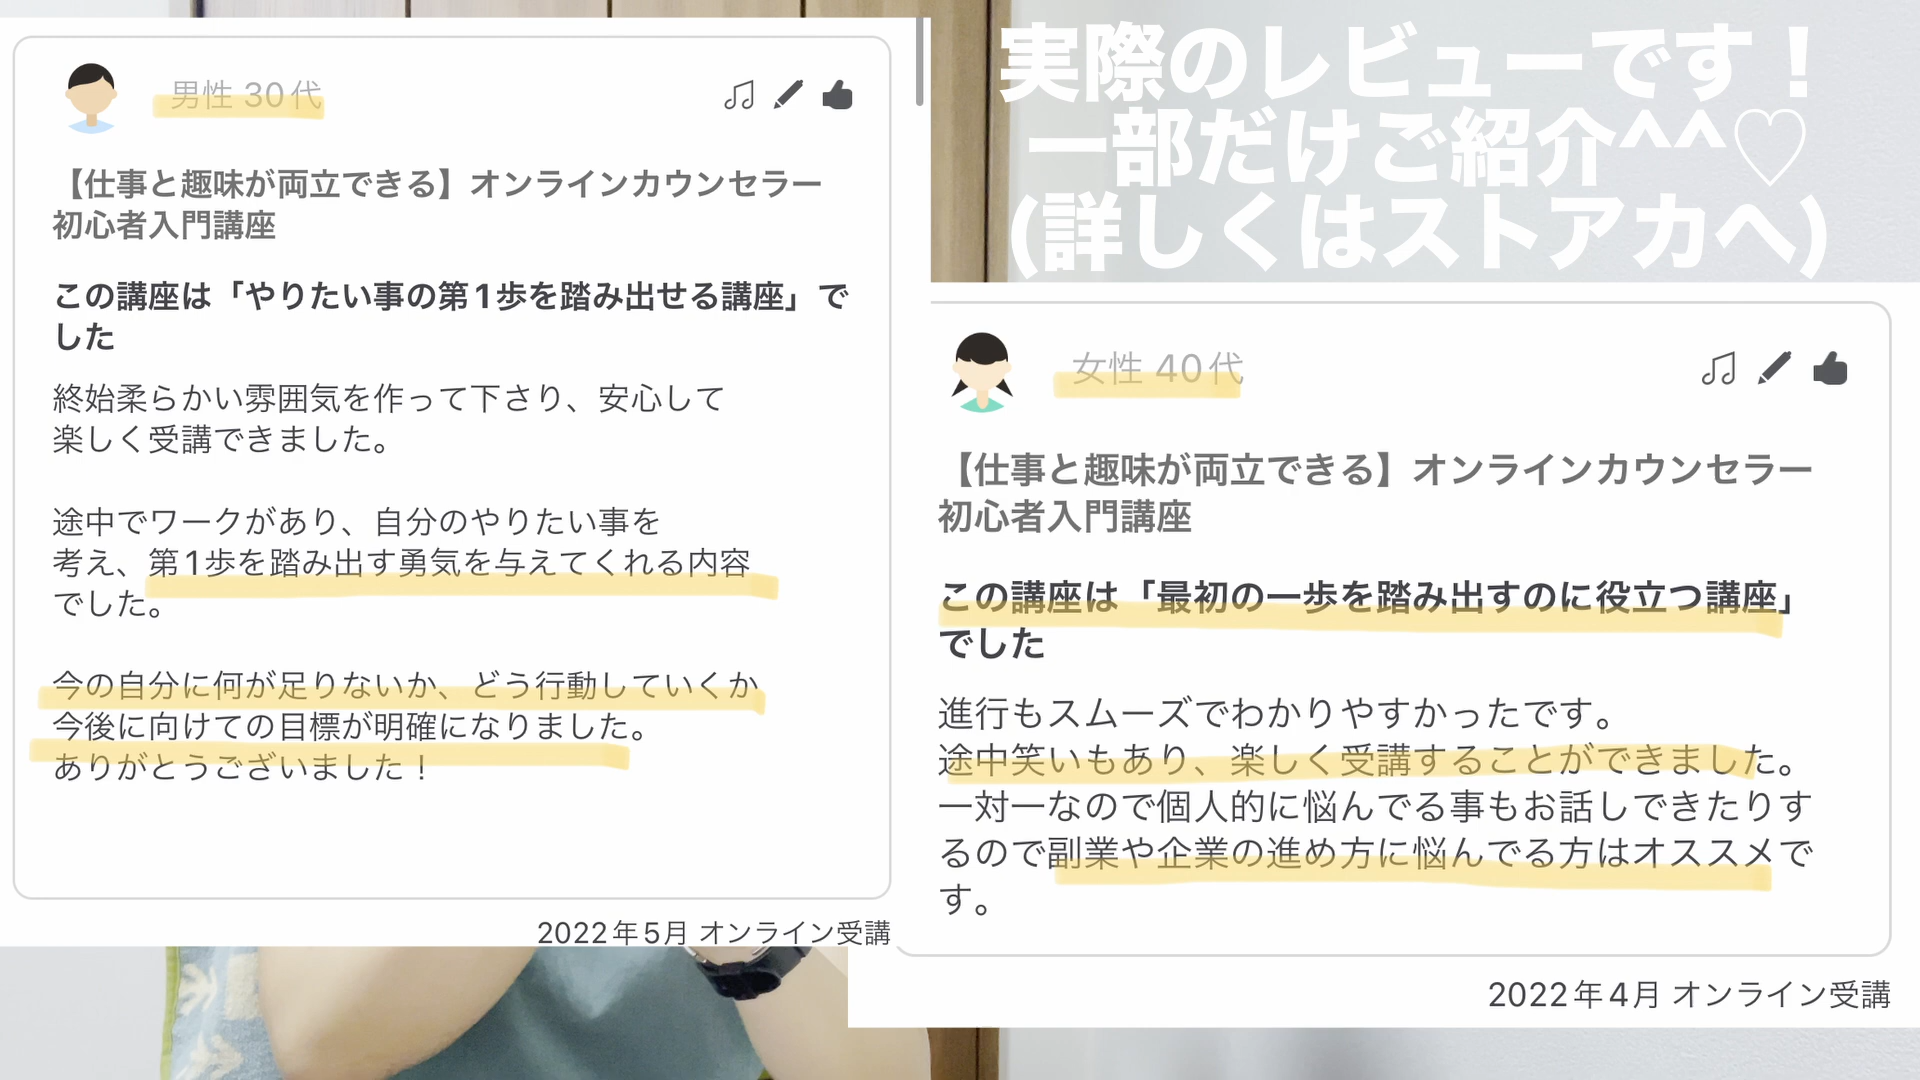 男性 30代
【仕事と趣味が両立できる】オンラインカウンセラー
初心者入門講座
この講座は「やりたい事の第1歩を踏み出せる講座」で
した
終始柔らかい雰囲気を作って下さり、安心して
楽しく受講できました。
途中でワークがあり、自分のやりたい事を
考え、第1歩を踏み出す勇気を与えてくれる内容
でした。
今の自分に何が足りないか、どう行動していくか
今後に向けての目標が明確になりました。
ありがとうございました！
2022年5月 オンライン受講
実際のレビューです！
一部だけご紹介^^♡
(詳しくはストアカへ)
女性 40代
【仕事と趣味が両立できる】オンラインカウンセラー
初心者入門講座
この講座は「最初の一歩を踏み出すのに役立つ講座」
でした
進行もスムーズでわかりやすかったです。
途中笑いもあり、楽しく受講することができました。
一対一なので個人的に悩んでる事もお話しできたりす
るので副業や企業の進め方に悩んでる方はオススメで
す。
2022年4月 オンライン受講